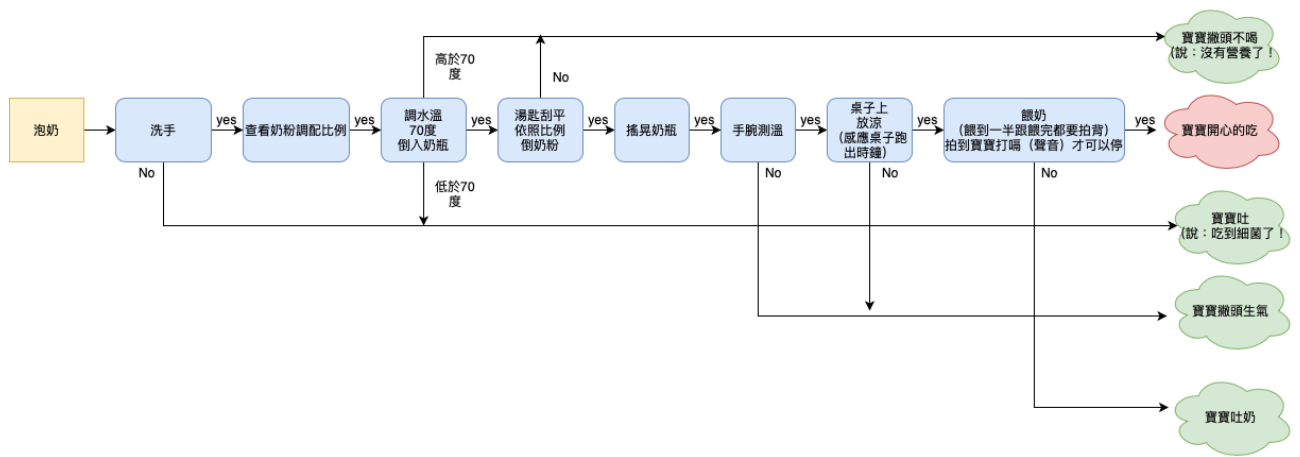 寶寶撇頭不喝
(說：沒有營養了！
高於70
度
No
泡奶
洗手
yes
查看奶粉調配比例
yes
調水溫
70度
倒入奶瓶
yes
湯匙刮平
依照比例
倒奶粉
yes
搖晃奶瓶
yes
手腕測溫
yes
桌子上
放涼
（感應桌子跑
出時鐘）
yes
餵奶
（餵到一半跟餵完都要拍背）
拍到寶寶打嗝（聲音）才可以停
yes
寶寶開心的吃
No
低於70
度
No
No
No
寶寶吐
(說：吃到細菌了！
寶寶撇頭生氣
寶寶吐奶